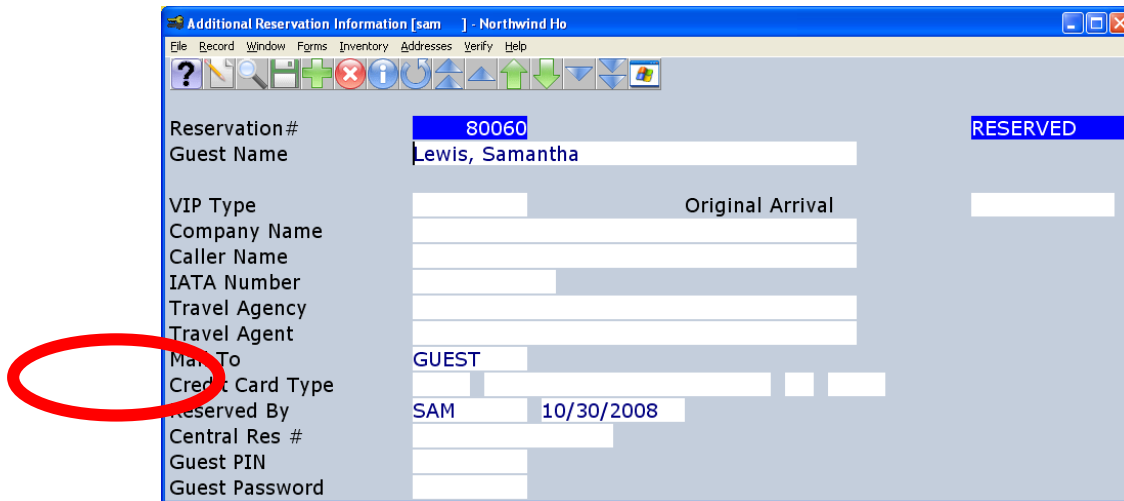 Additional Reservation Information [sam ] - Northwind Ho
File Record Window Forms Inventory Addresses Verify Help
Reservation# 80060 RESERVED
Guest Name Lewis, Samantha
VIP Type Original Arrival
Company Name
Caller Name
IATA Number
Travel Agency
Travel Agent
Mail To GUEST
Credit Card Type
Reserved By SAM 10/30/2008
Central Res #
Guest PIN
Guest Password